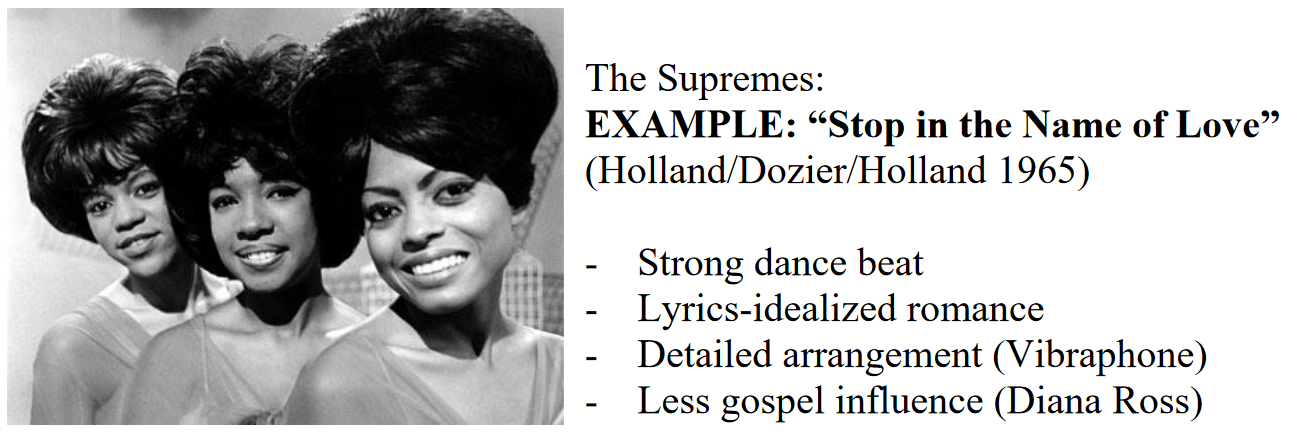 The Supremes:
EXAMPLE: “Stop in the Name of Love”
(Holland/Dozier/Holland 1965)
- Strong dance beat
- Lyrics-idealized romance
- Detailed arrangement (Vibraphone)
- Less gospel influence (Diana Ross)